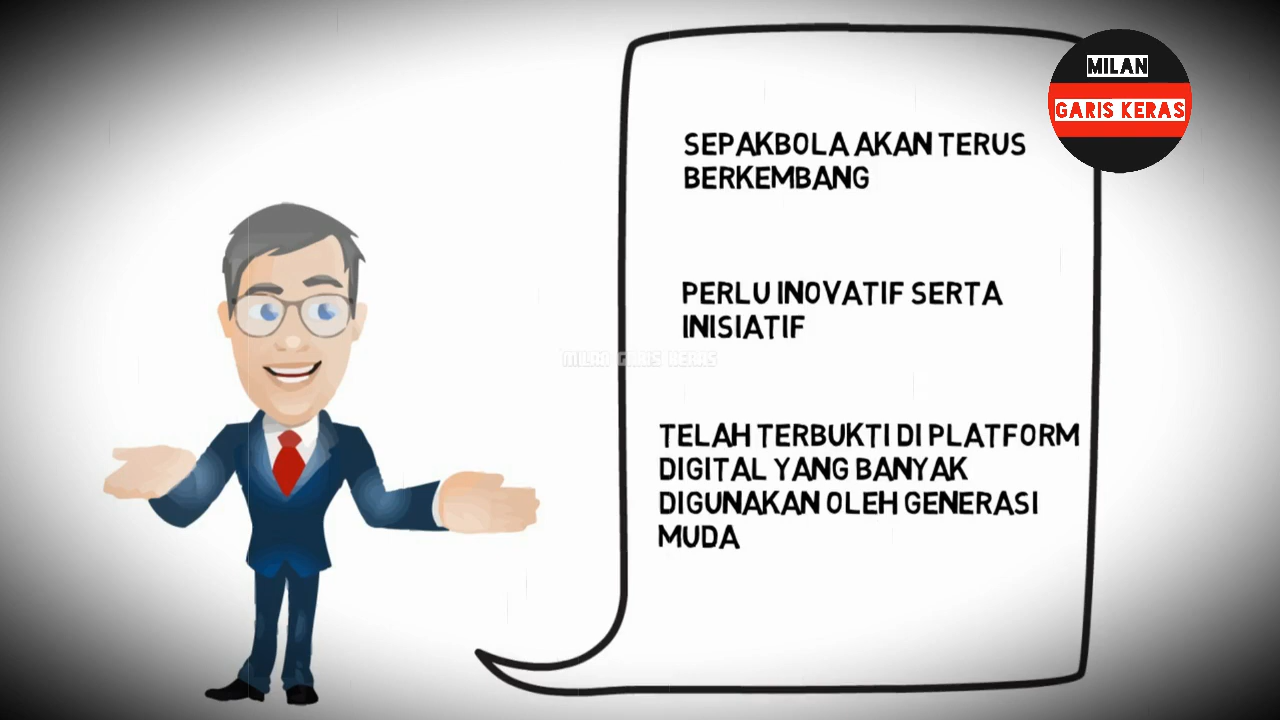 MILAN
GARIS KERAS
SEPAKBOLA AKAN TERUS
BERKEMBANG
PERLU INOVATIF SERTA
INISIATIF
MILAN GARIS KERAS
TELAH TERBUKTI DI PLATFORM
DIGITAL YANG BANYAK
DIGUNAKAN OLEH GENERASI
MUDA